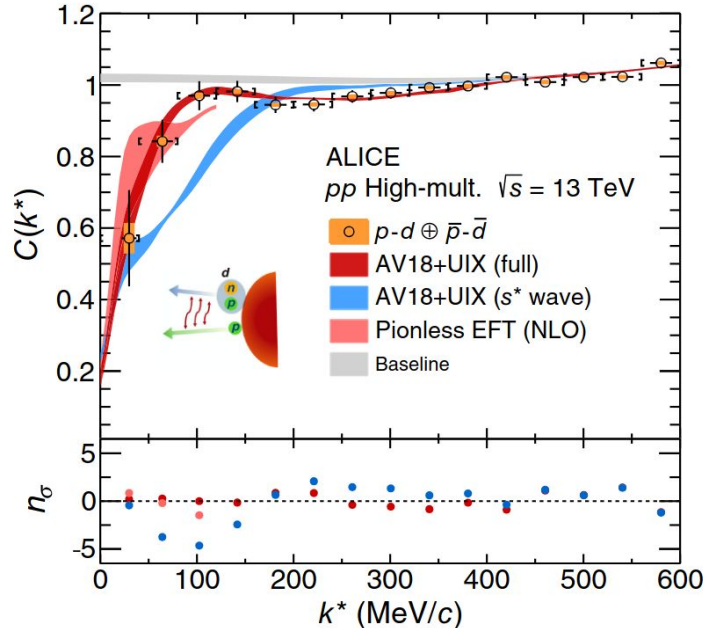 1.2
1
0.8
0.6
0.4
0.2
C(k*)
ALICE
pp High-mult. √s = 13 TeV
p-d ⊕ p̄-d̄
AV18+UIX (full)
AV18+UIX (s* wave)
Pionless EFT (NLO)
Baseline
d
n
p
p
5
0
-5
nσ
0 100 200 300 400 500 600
k* (MeV/c)